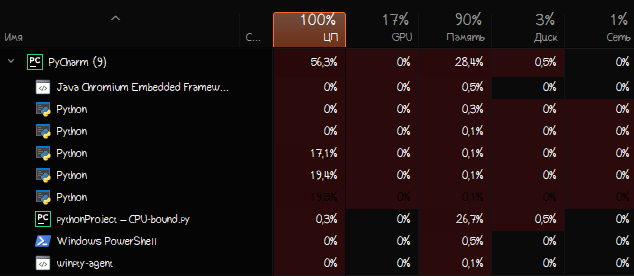 100% 17% 90% 3% 1%
Имя С... ЦП GPU Память Диск Сеть
PyCharm (9) 56,3% 0% 28,4% 0,5% 0%
Java Chromium Embedded Framew... 0% 0% 0,5% 0% 0%
Python 0% 0% 0,3% 0% 0%
Python 0% 0% 0,1% 0% 0%
Python 17,1% 0% 0,1% 0% 0%
Python 19,4% 0% 0,1% 0% 0%
Python 19,5% 0% 0,1% 0% 0%
pythonProject – CPU-bound.py 0,3% 0% 26,7% 0,5% 0%
Windows PowerShell 0% 0% 0,5% 0% 0%
winpty-agent 0% 0% 0,1% 0% 0%